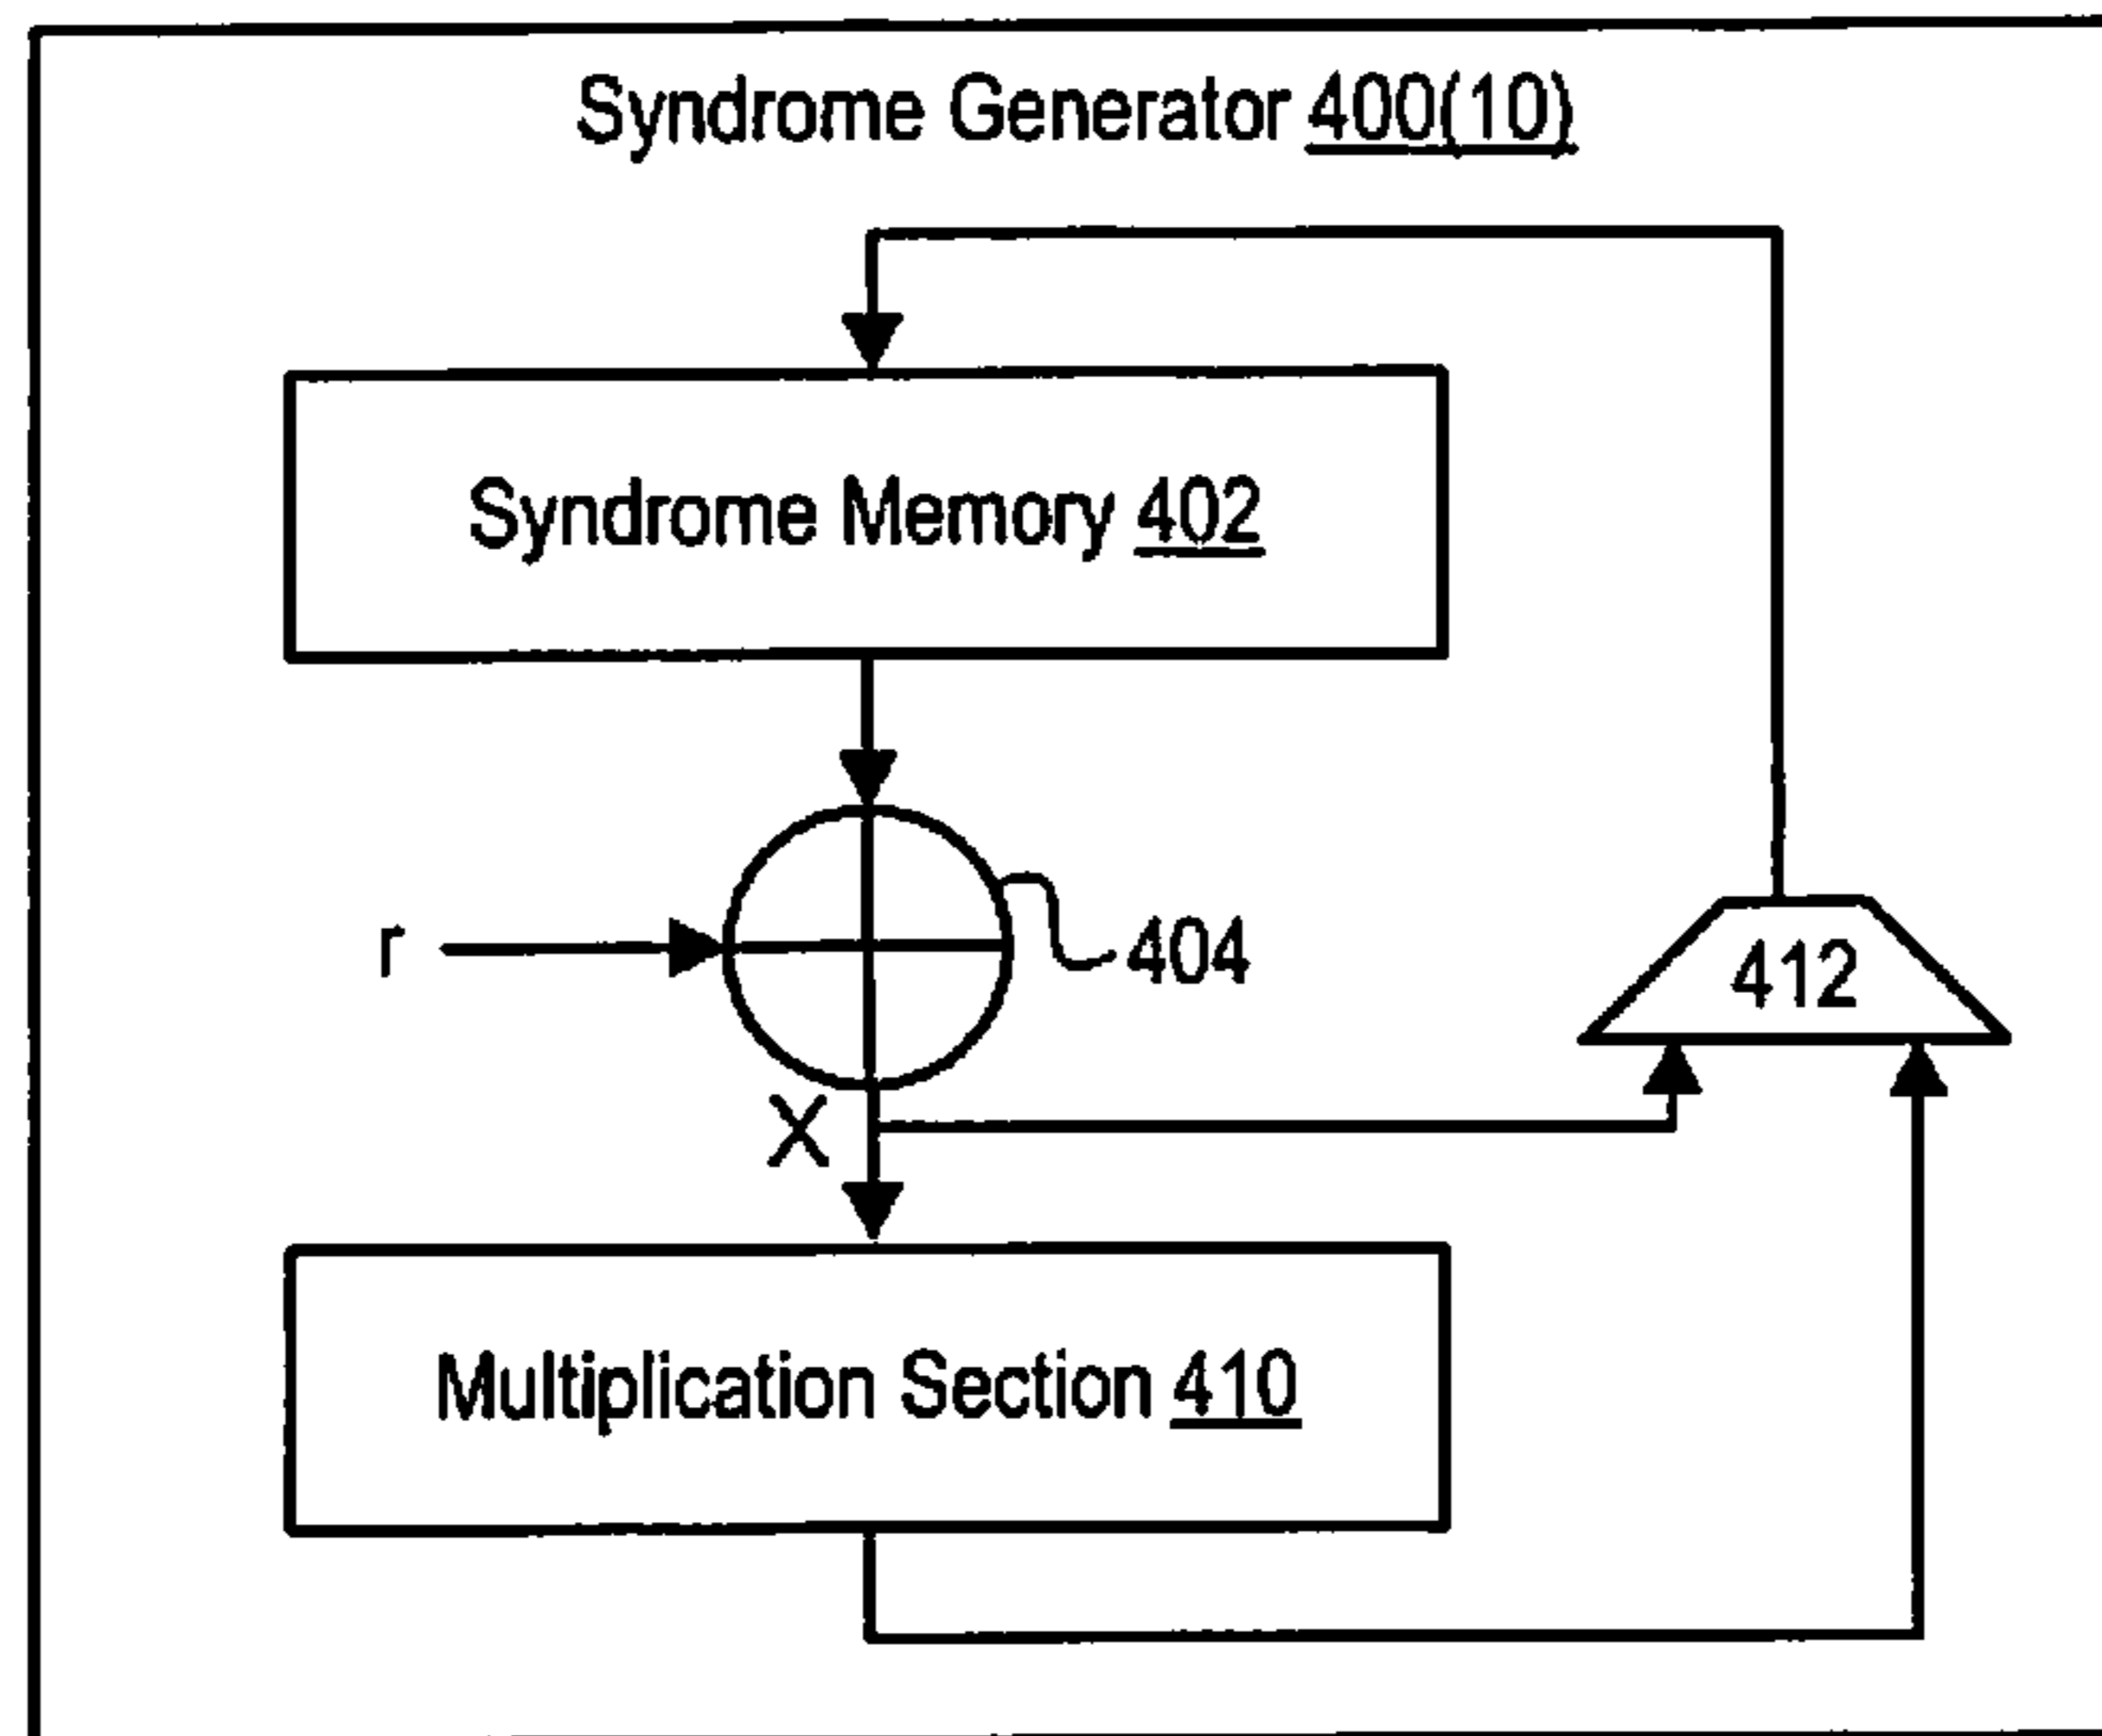 Syndrome Generator 400(10)
Syndrome Memory 402
r
404
412
X
Multiplication Section 410